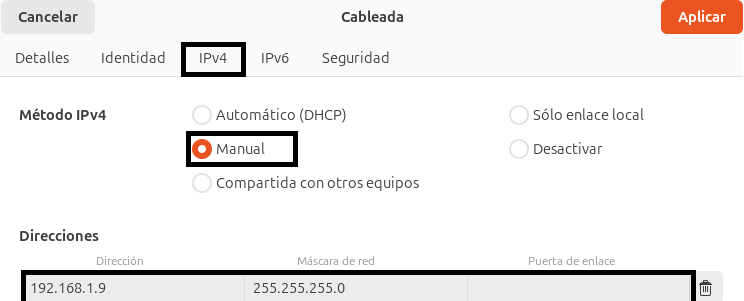 Cancelar Cableada Aplicar
Detalles Identidad IPv4 IPv6 Seguridad
Método IPv4 Automático (DHCP) Sólo enlace local
Manual Desactivar
Compartida con otros equipos
Direcciones
Dirección Máscara de red Puerta de enlace
192.168.1.9 255.255.255.0